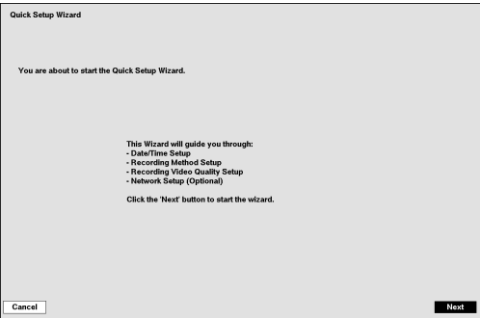 Quick Setup Wizard
You are about to start the Quick Setup Wizard.
This Wizard will guide you through:
- Date/Time Setup
- Recording Method Setup
- Recording Video Quality Setup
- Network Setup (Optional)
Click the 'Next' button to start the wizard.
Cancel
Next